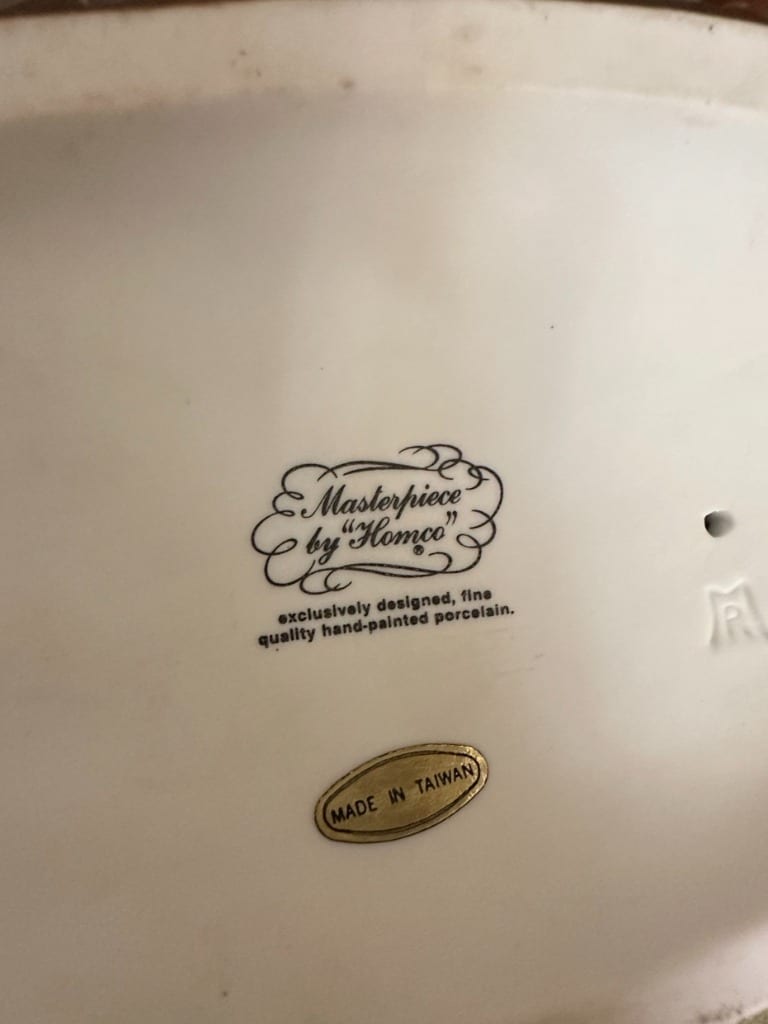 Masterpiece
by "Homco"
®
exclusively designed, fine
quality hand-painted porcelain.
MADE IN TAIWAN